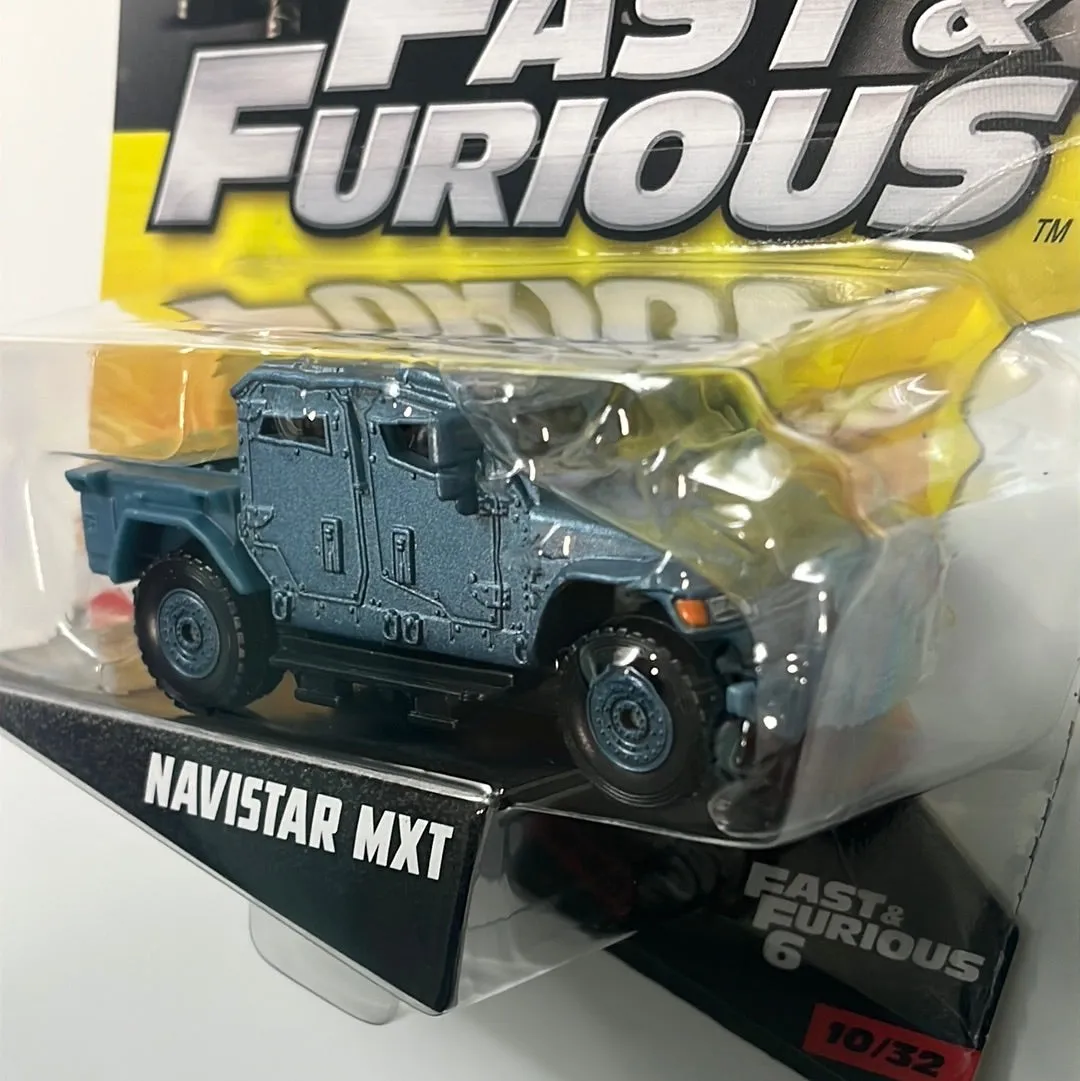 FAST &
FURIOUS
TM
NAVISTAR MXT
FAST &
FURIOUS
6
10/32